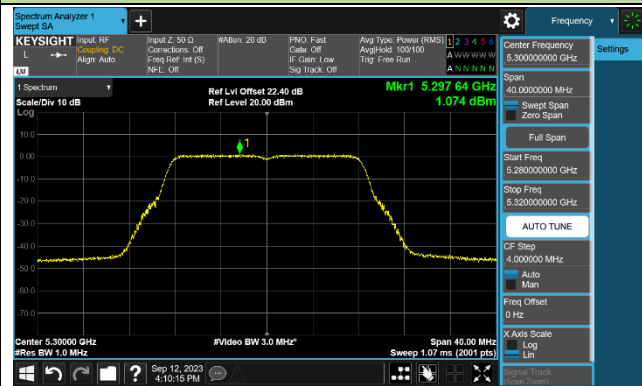 Spectrum Analyzer 1
Swept SA
Frequency
KEYSIGHT
Input: RF
Coupling: DC
Align: Auto
Input Z: 50 Ω
Corrections: Off
Freq Ref: Int (S)
NFE: Off
#Atten: 20 dB
PNO: Fast
Gate: Off
IF Gain: Low
Sig Track: Off
Avg Type: Power (RMS)
Avg|Hold: 100/100
Trig: Free Run
1 2 3 4 5 6
A W W W W W
A N N N N N
L
LXI
1 Spectrum
Scale/Div 10 dB
Log
Ref Lvl Offset 22.40 dB
Ref Level 20.00 dBm
Mkr1 5.297 64 GHz
1.074 dBm
10.0
0.00
-10.0
-20.0
-30.0
-40.0
-50.0
-60.0
-70.0
1
Center 5.30000 GHz
#Res BW 1.0 MHz
#Video BW 3.0 MHz*
Span 40.00 MHz
Sweep 1.07 ms (2001 pts)
Sep 12, 2023
4:10:15 PM
Center Frequency
5.300000000 GHz
Span
40.0000000 MHz
Swept Span
Zero Span
Full Span
Start Freq
5.280000000 GHz
Stop Freq
5.320000000 GHz
AUTO TUNE
CF Step
4.000000 MHz
Auto
Man
Freq Offset
0 Hz
X Axis Scale
Log
Lin
Signal Track
(Span Zoom)
Settings